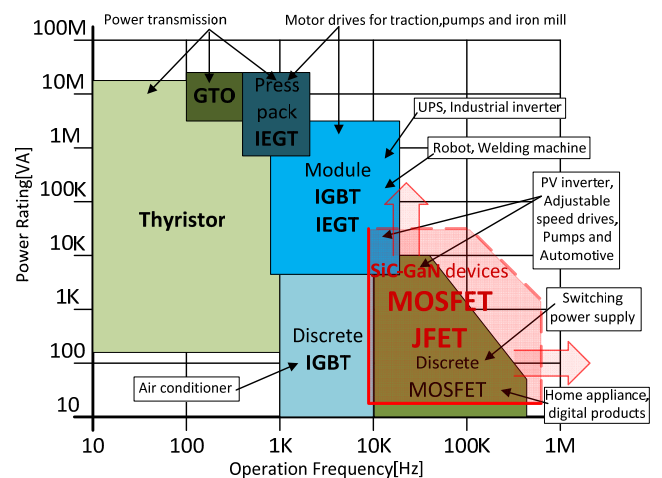 Power transmission
Motor drives for traction,pumps and iron mill
100M
10M
1M
100K
10K
1K
100
10
Power Rating[VA]
GTO
Press
pack
IEGT
UPS, Industrial inverter
Robot, Welding machine
Module
IGBT
IEGT
PV inverter,
Adjustable
speed drives,
Pumps and
Automotive
Thyristor
SiC-GaN devices
MOSFET
JFET
Switching
power supply
Discrete
IGBT
Discrete
MOSFET
Air conditioner
Home appliance,
digital products
10
100
1K
10K
100K
1M
Operation Frequency[Hz]